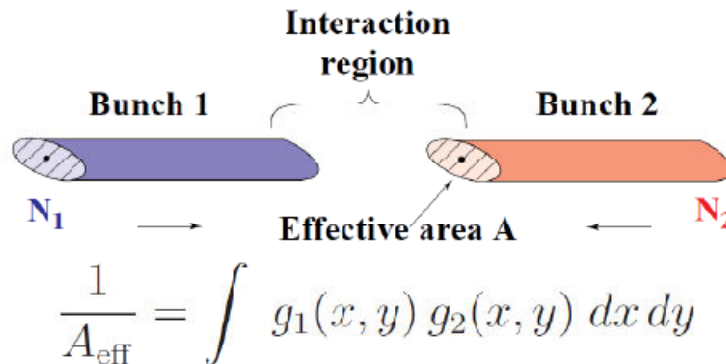 Interaction
region
Bunch 1 Bunch 2
N₁ N₂
Effective area A
1/A_eff = ∫ g₁(x, y) g₂(x, y) dx dy